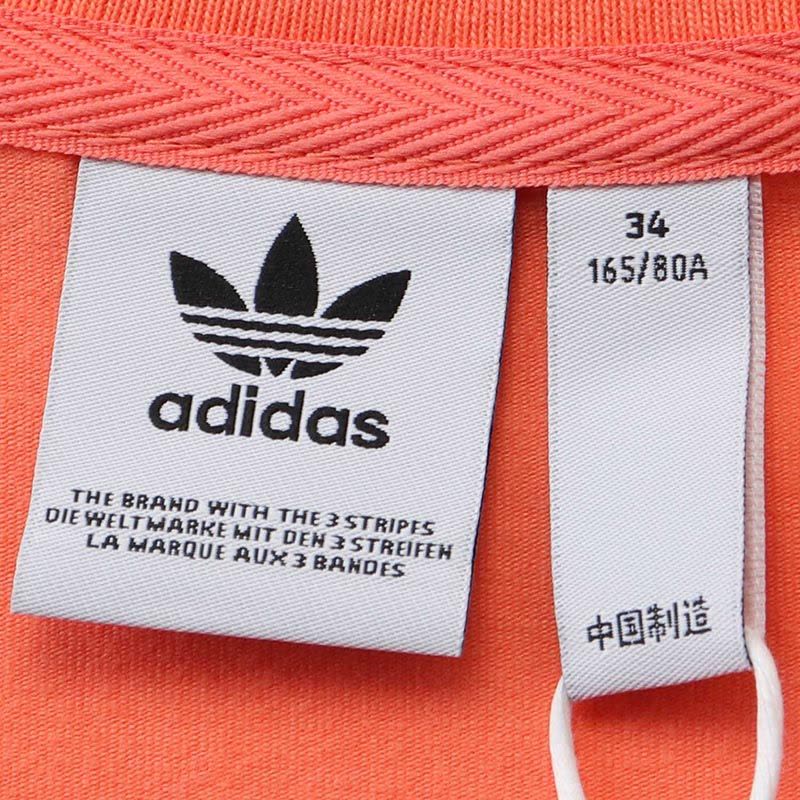 adidas
THE BRAND WITH THE 3 STRIPES
DIE WELTMARKE MIT DEN 3 STREIFEN
LA MARQUE AUX 3 BANDES
34
165/80A
中国制造